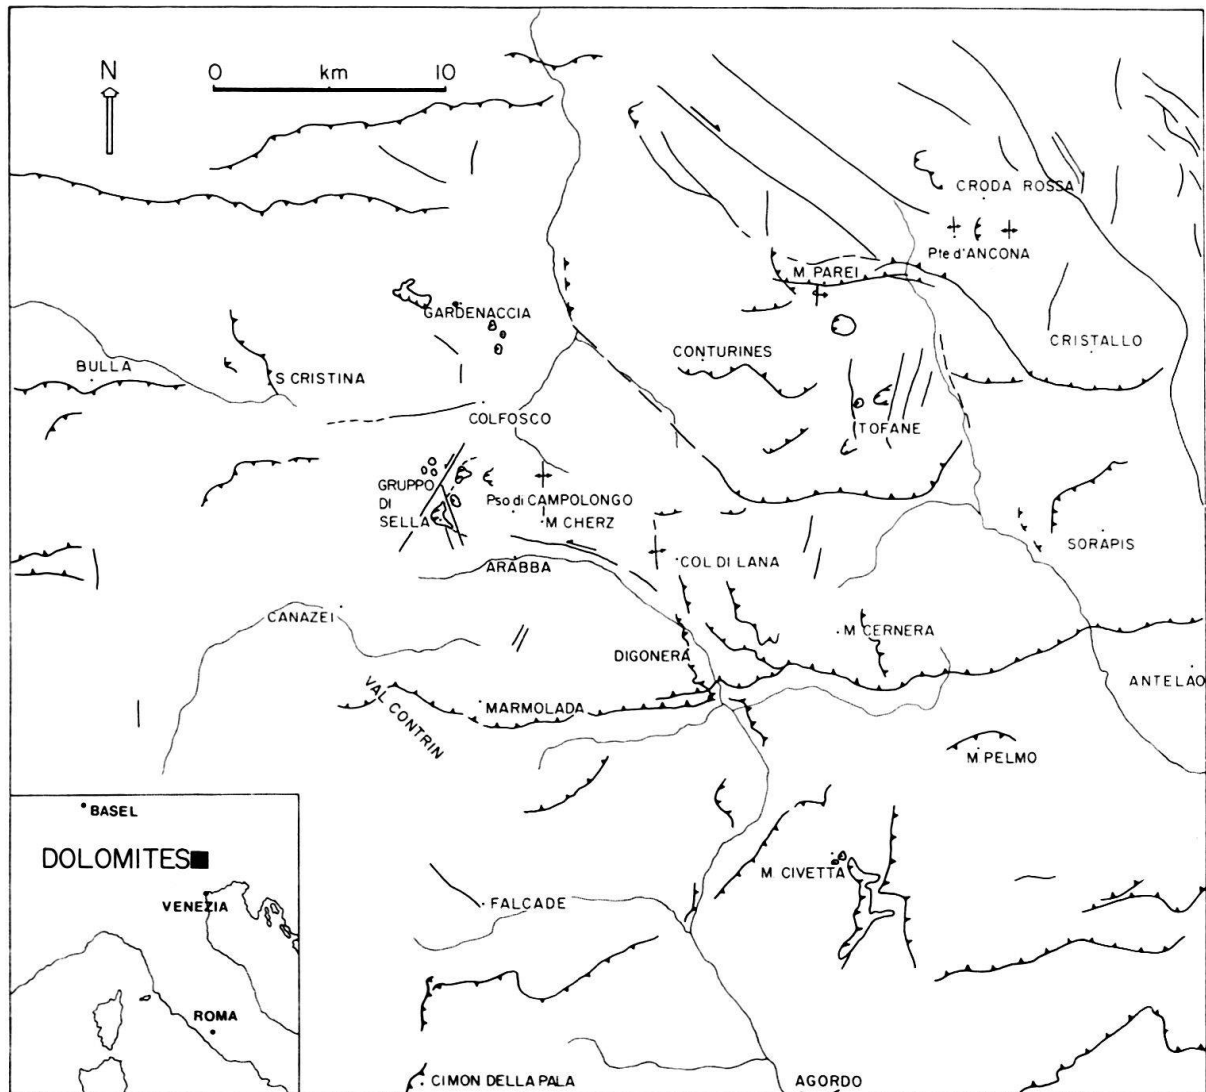 N
0 km 10
CRODA ROSSA
Pte d'ANCONA
M. PAREI
GARDENACCIA
CRISTALLO
CONTURINES
BULLA
S CRISTINA
COLFOSCO
TOFANE
GRUPPO
DI
SELLA
Pso di CAMPOLONGO
M CHERZ
SORAPIS
ARABBA
COL DI LANA
CANAZEI
M CERNERA
DIGONERA
ANTELAO
VAL CONTRIN
MARMOLADA
M. PELMO
BASEL
DOLOMITES
M. CIVETTA
VENEZIA
FALCADE
ROMA
CIMON DELLA PALA
AGORDO